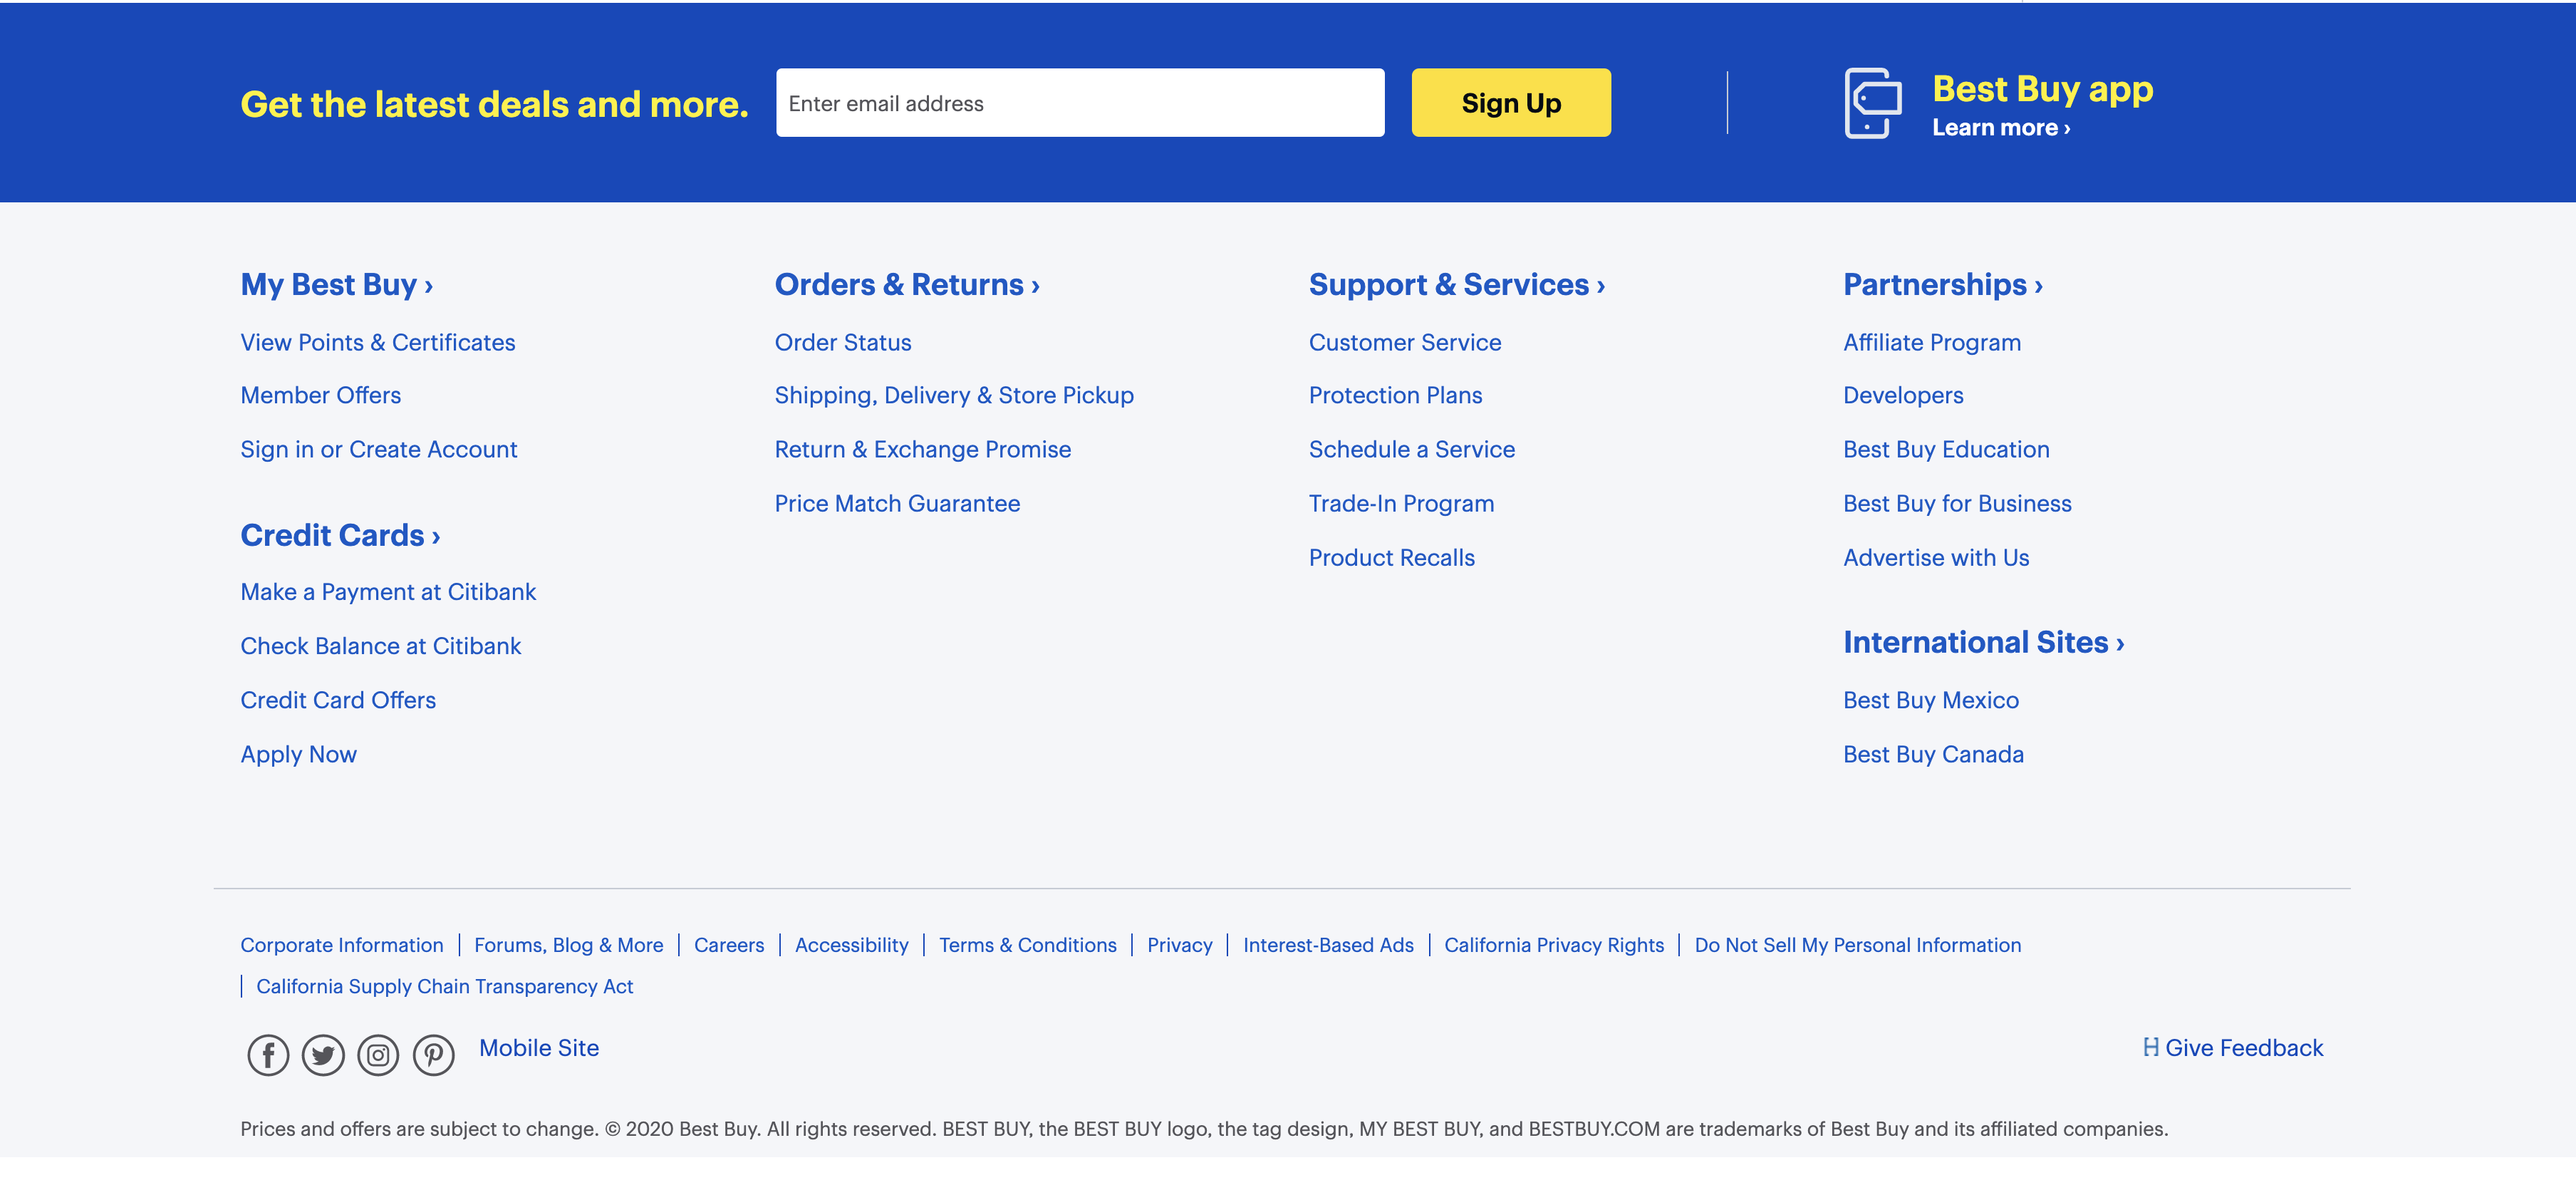 Get the latest deals and more.
Enter email address
Sign Up
Best Buy app
Learn more ›
My Best Buy ›
View Points & Certificates
Member Offers
Sign in or Create Account
Credit Cards ›
Make a Payment at Citibank
Check Balance at Citibank
Credit Card Offers
Apply Now
Orders & Returns ›
Order Status
Shipping, Delivery & Store Pickup
Return & Exchange Promise
Price Match Guarantee
Support & Services ›
Customer Service
Protection Plans
Schedule a Service
Trade-In Program
Product Recalls
Partnerships ›
Affiliate Program
Developers
Best Buy Education
Best Buy for Business
Advertise with Us
International Sites ›
Best Buy Mexico
Best Buy Canada
Corporate Information | Forums, Blog & More | Careers | Accessibility | Terms & Conditions | Privacy | Interest-Based Ads | California Privacy Rights | Do Not Sell My Personal Information
| California Supply Chain Transparency Act
Mobile Site
Give Feedback
Prices and offers are subject to change. © 2020 Best Buy. All rights reserved. BEST BUY, the BEST BUY logo, the tag design, MY BEST BUY, and BESTBUY.COM are trademarks of Best Buy and its affiliated companies.